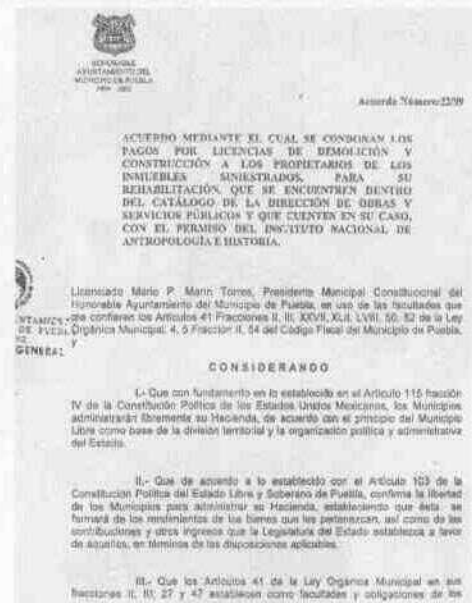 HONORABLE
AYUNTAMIENTO DEL
MUNICIPIO DE PUEBLA
Acuerdo Número:22/99
ACUERDO MEDIANTE EL CUAL SE CONDONAN LOS
PAGOS POR LICENCIAS DE DEMOLICIÓN Y
CONSTRUCCIÓN A LOS PROPIETARIOS DE LOS
INMUEBLES SINIESTRADOS, PARA SU
REHABILITACIÓN, QUE SE ENCUENTREN DENTRO
DEL CATÁLOGO DE LA DIRECCIÓN DE OBRAS Y
SERVICIOS PÚBLICOS Y QUE CUENTEN EN SU CASO,
CON EL PERMISO DEL INSTITUTO NACIONAL DE
ANTROPOLOGÍA E HISTORIA.
Licenciado Mario P. Marín Torres, Presidente Municipal Constitucional del
Honorable Ayuntamiento del Municipio de Puebla, en uso de las facultades que
me confieren los Artículos 41 Fracciones II, III, XXVII, XLII, LVIII, 50, 52 de la Ley
Orgánica Municipal; 4, 5 Fracción II, 54 del Código Fiscal del Municipio de Puebla,
y
GENERAL
CONSIDERANDO
I.- Que con fundamento en lo establecido en el Artículo 115 fracción
IV de la Constitución Política de los Estados Unidos Mexicanos, los Municipios
administrarán libremente su Hacienda, de acuerdo con el principio del Municipio
Libre como base de la división territorial y la organización política y administrativa
del Estado.
II.- Que de acuerdo a lo establecido con el Artículo 103 de la
Constitución Política del Estado Libre y Soberano de Puebla, confirma la libertad
de los Municipios para administrar su Hacienda, estableciendo que ésta se
formará de los rendimientos de los bienes que les pertenezcan, así como de las
contribuciones y otros ingresos que la Legislatura del Estado establezca a favor
de aquellos, en términos de las disposiciones aplicables.
III.- Que los Artículos 41 de la Ley Orgánica Municipal en sus
fracciones II, III, 27 y 47 establecen como facultades y obligaciones de los